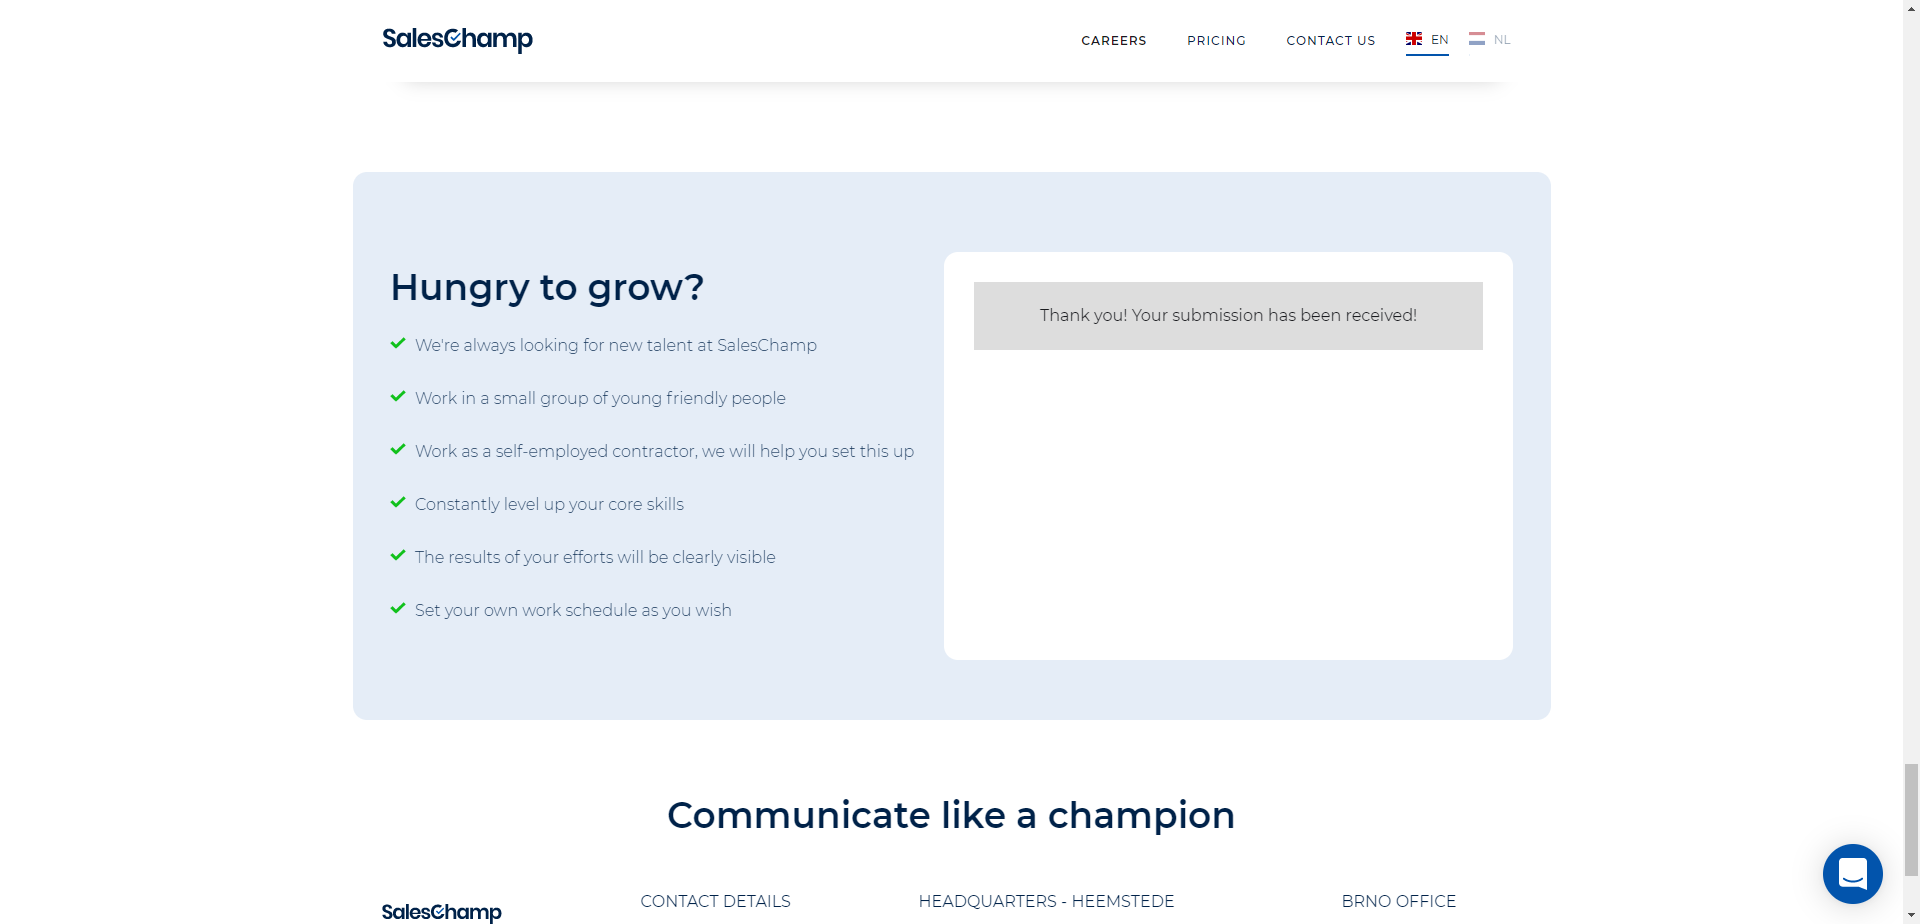 SalesChamp
CAREERS
PRICING
CONTACT US
EN
NL
Hungry to grow?
We're always looking for new talent at SalesChamp
Work in a small group of young friendly people
Work as a self-employed contractor, we will help you set this up
Constantly level up your core skills
The results of your efforts will be clearly visible
Set your own work schedule as you wish
Thank you! Your submission has been received!
Communicate like a champion
SalesChamp
CONTACT DETAILS
HEADQUARTERS - HEEMSTEDE
BRNO OFFICE